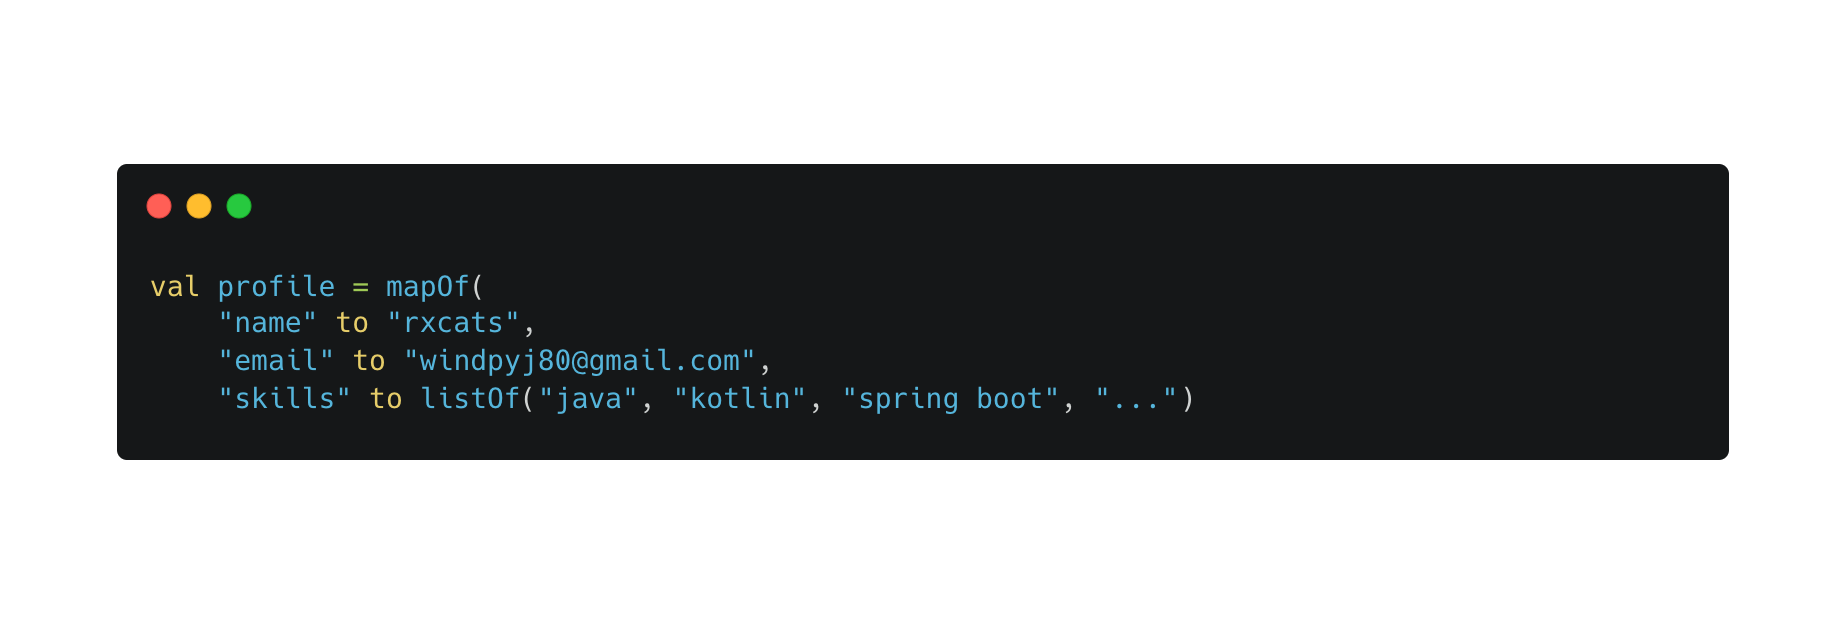 val profile = mapOf(
    "name" to "rxcats",
    "email" to "windpyj80@gmail.com",
    "skills" to listOf("java", "kotlin", "spring boot", "...")